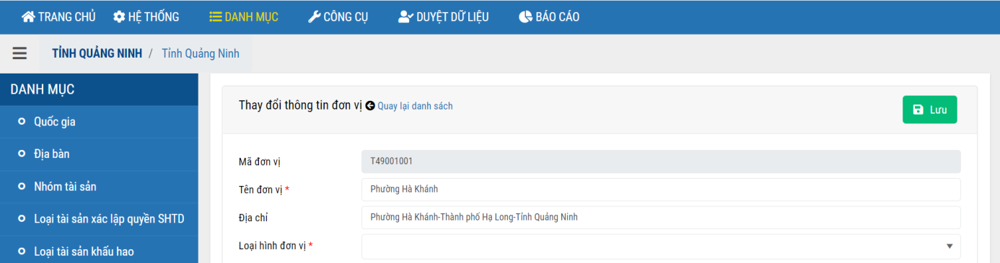 TRANG CHỦ HỆ THỐNG DANH MỤC CÔNG CỤ DUYỆT DỮ LIỆU BÁO CÁO
TỈNH QUẢNG NINH / Tỉnh Quảng Ninh
DANH MỤC
Quốc gia
Địa bàn
Nhóm tài sản
Loại tài sản xác lập quyền SHTD
Loại tài sản khấu hao
Thay đổi thông tin đơn vị Quay lại danh sách
Lưu
Mã đơn vị T49001001
Tên đơn vị * Phường Hà Khánh
Địa chỉ Phường Hà Khánh-Thành phố Hạ Long-Tỉnh Quảng Ninh
Loại hình đơn vị *